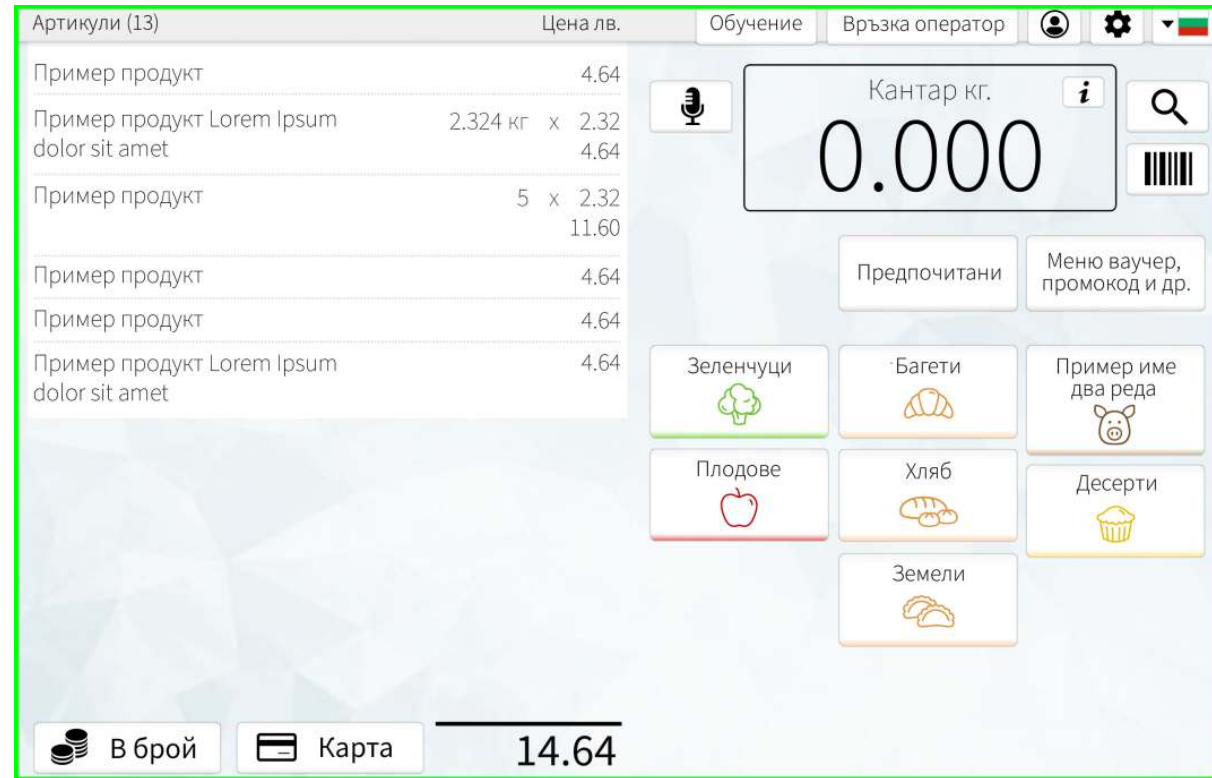 Артикули (13) Цена лв.
Обучение Връзка оператор
Пример продукт 4.64
Пример продукт Lorem Ipsum 2.324 кг x 2.32
dolor sit amet 4.64
Пример продукт 5 x 2.32
11.60
Пример продукт 4.64
Пример продукт 4.64
Пример продукт Lorem Ipsum 4.64
dolor sit amet
В брой Карта 14.64
Кантар кг. i
0.000
Предпочитани
Меню ваучер,
промокод и др.
Зеленчуци
Багети
Пример име
два реда
Плодове
Хляб
Десерти
Земели